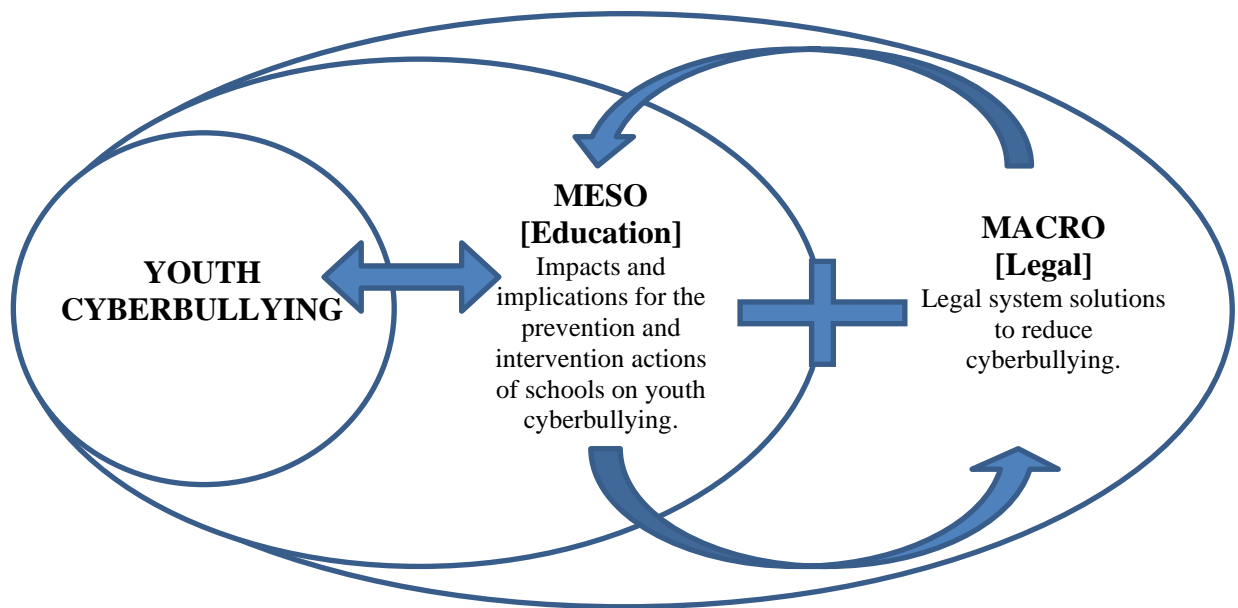 YOUTH
CYBERBULLYING
MESO
[Education]
Impacts and
implications for the
prevention and
intervention actions
of schools on youth
cyberbullying.
MACRO
[Legal]
Legal system solutions
to reduce
cyberbullying.